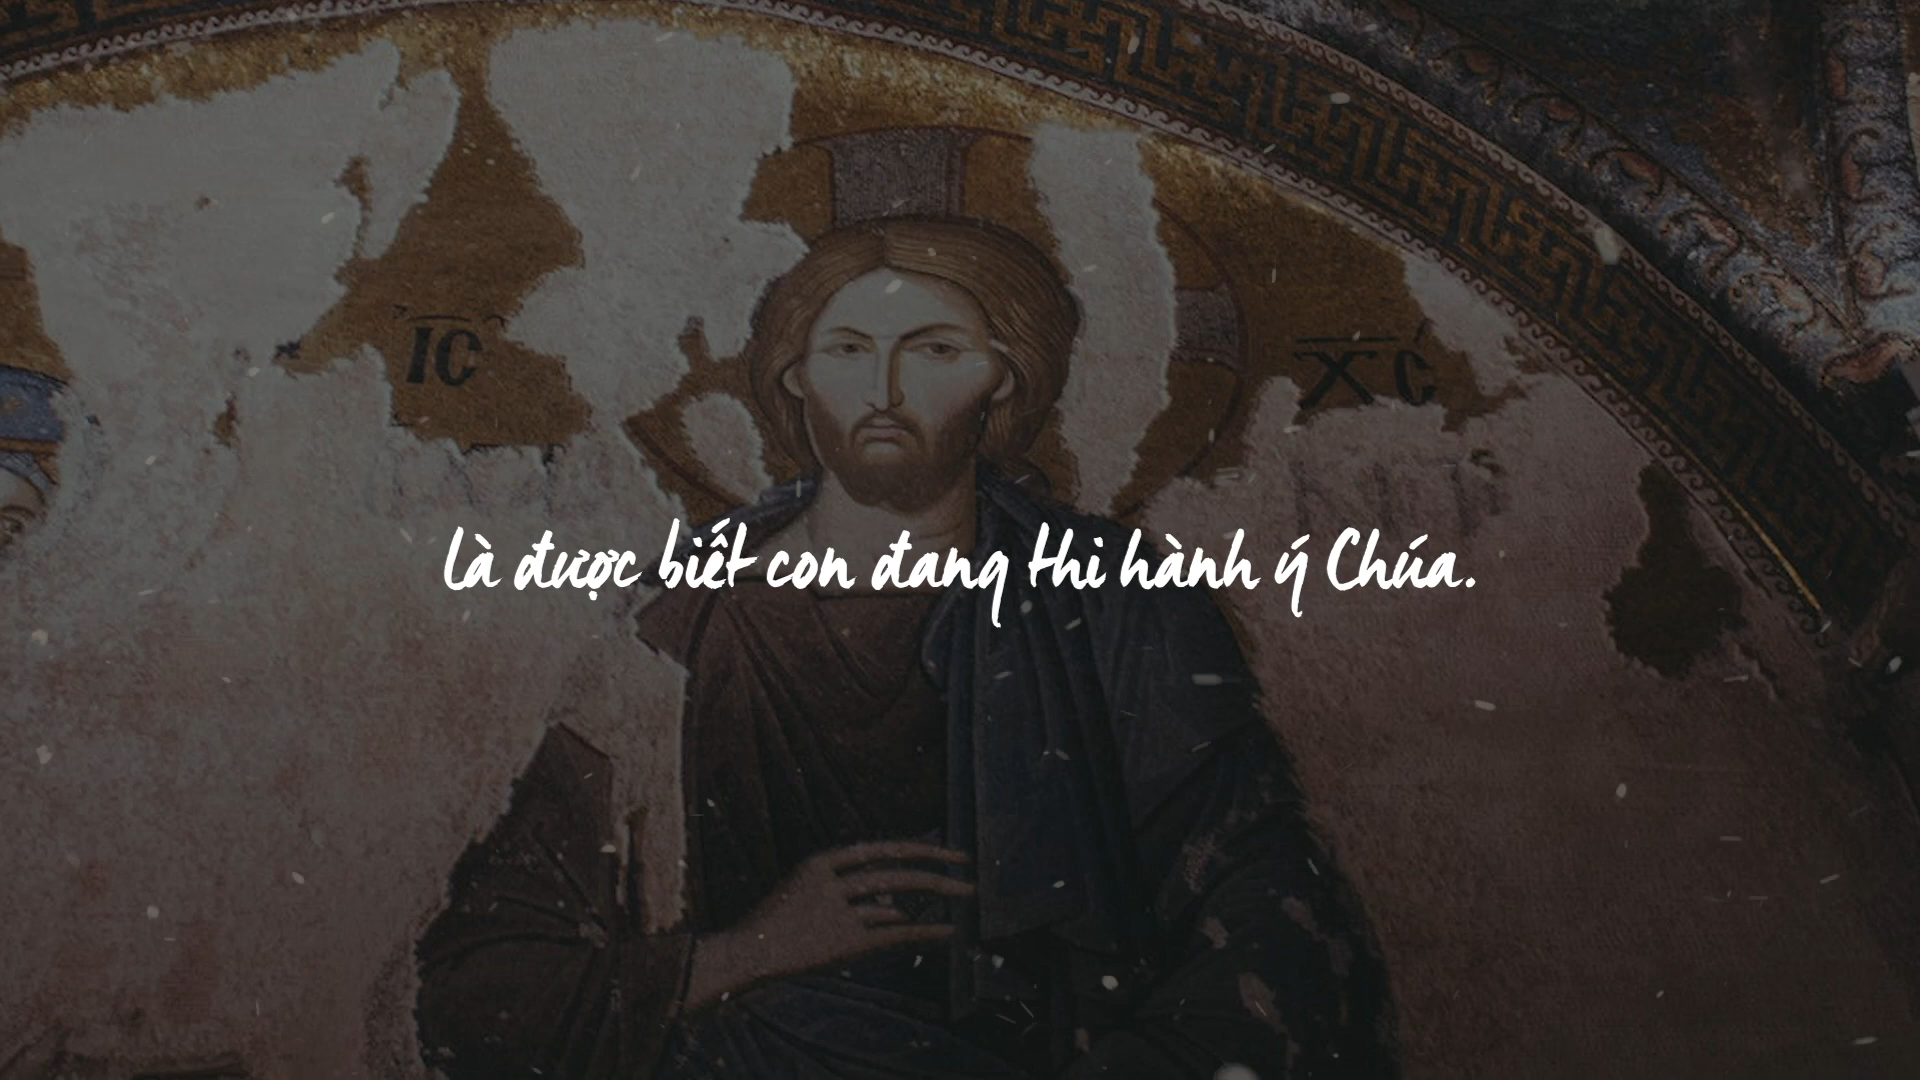 IC
XC
là được biết con đang thi hành ý Chúa.